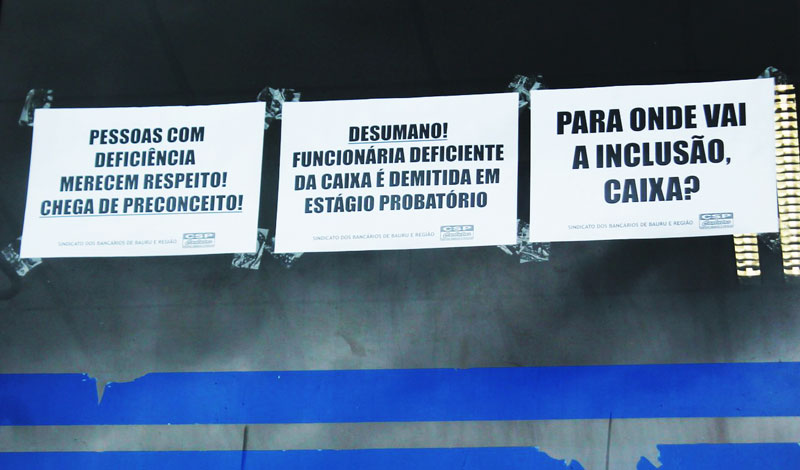 PESSOAS COM
DEFICIÊNCIA
MERECEM RESPEITO!
CHEGA DE PRECONCEITO!
SINDICATO DOS BANCÁRIOS DE BAURU E REGIÃO
CSP
DESUMANO!
FUNCIONÁRIA DEFICIENTE
DA CAIXA É DEMITIDA EM
ESTÁGIO PROBATÓRIO
SINDICATO DOS BANCÁRIOS DE BAURU E REGIÃO
CSP
PARA ONDE VAI
A INCLUSÃO,
CAIXA?
SINDICATO DOS BANCÁRIOS DE BAURU E REGIÃO
CSP